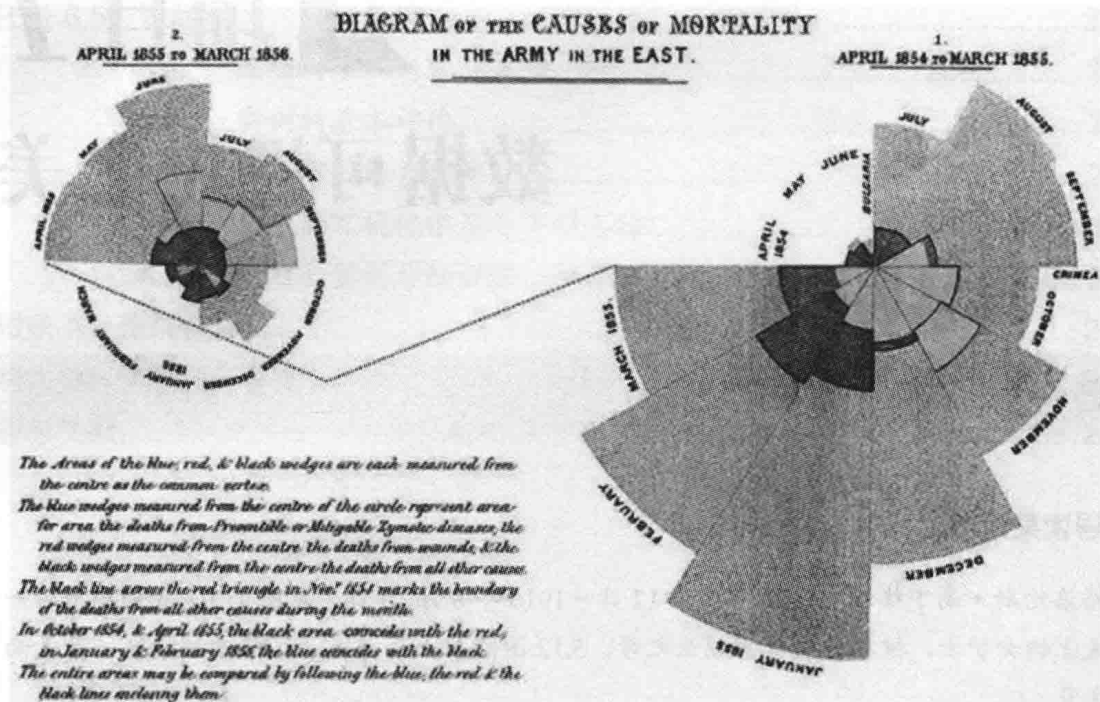 DIAGRAM OF THE CAUSES OF MORTALITY
IN THE ARMY IN THE EAST.
2.
APRIL 1855 TO MARCH 1856.
1.
APRIL 1854 TO MARCH 1855.
APRIL 1855
MAY
JUNE
JULY
AUGUST
SEPTEMBER
OCTOBER
NOVEMBER
DECEMBER
JANUARY
1856
FEBRUARY
MARCH
APRIL
1854
MAY
JUNE
JULY
AUGUST
SEPTEMBER
OCTOBER
NOVEMBER
DECEMBER
JANUARY 1855
FEBRUARY
MARCH 1855.
BULGARIA
CRIMEA
The Areas of the blue, red, & black wedges are each measured from
the centre as the common vertex.
The blue wedges measured from the centre of the circle represent area
for area the deaths from Preventible or Mitigable Zymotic diseases, the
red wedges measured from the centre the deaths from wounds, & the
black wedges measured from the centre the deaths from all other causes.
The black line across the red triangle in Novr. 1854 marks the boundary
of the deaths from all other causes during the month.
In October 1854, & April 1855, the black area coincides with the red,
in January & February 1856, the blue coincides with the black.
The entire areas may be compared by following the blue, the red & the
black lines enclosing them.